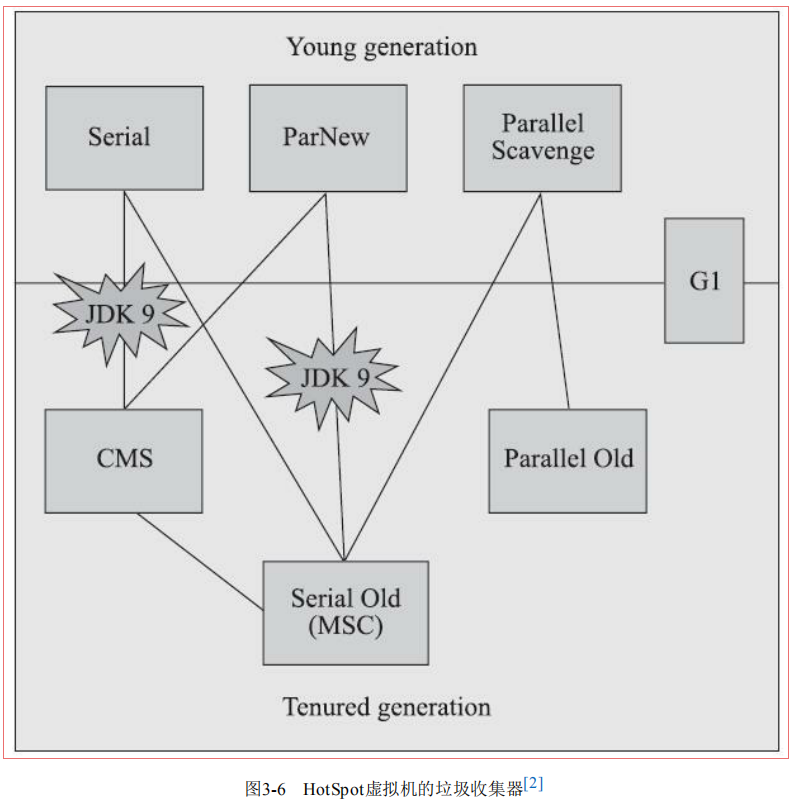 Young generation
Serial
ParNew
Parallel
Scavenge
G1
JDK 9
JDK 9
CMS
Parallel Old
Serial Old
(MSC)
Tenured generation
图3-6 HotSpot虚拟机的垃圾收集器[2]